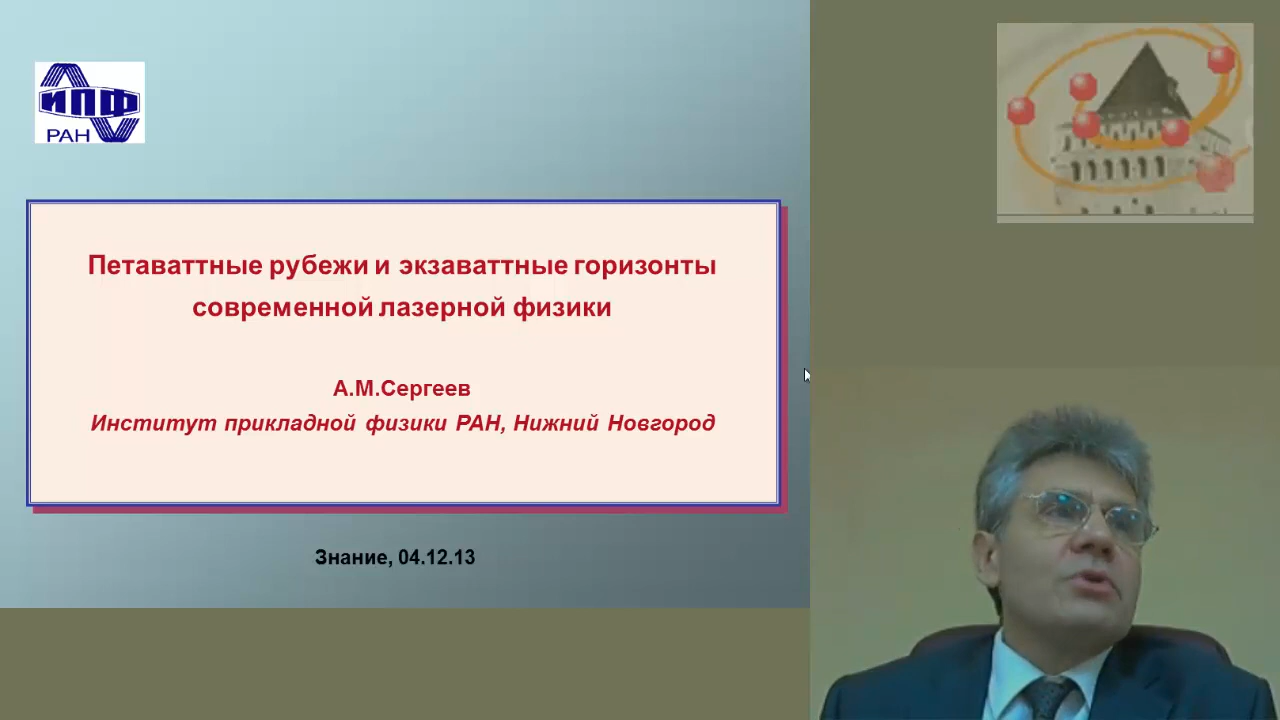 ИПФ
РАН
Петаваттные рубежи и экзаваттные горизонты
современной лазерной физики
А.М.Сергеев
Институт прикладной физики РАН, Нижний Новгород
Знание, 04.12.13